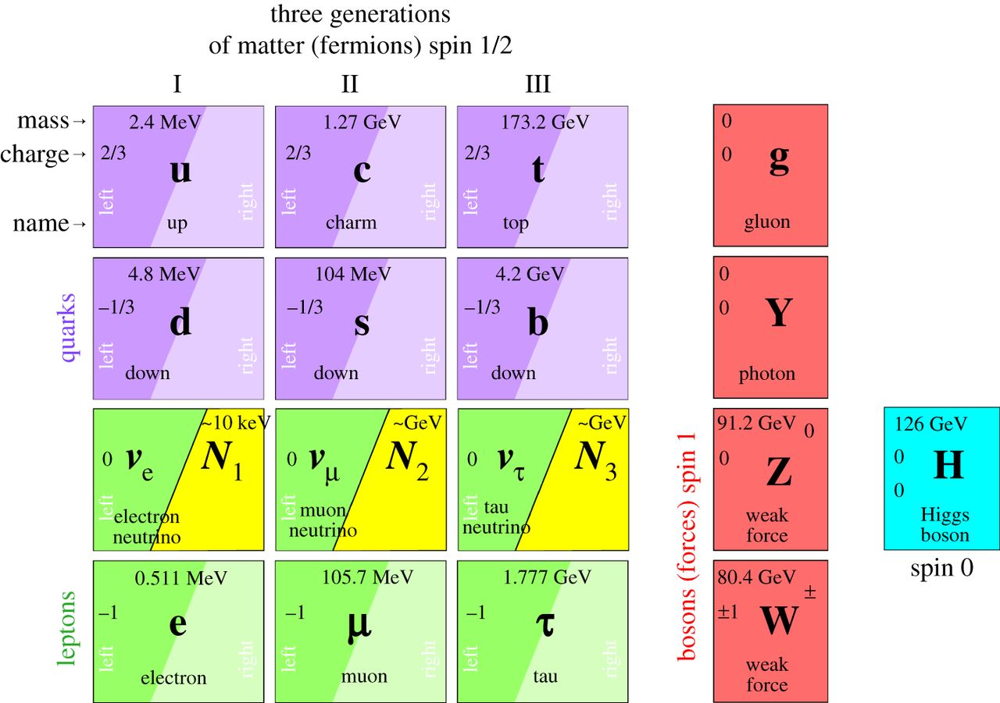 three generations
of matter (fermions) spin 1/2
I II III
mass→
charge→
name→
2.4 MeV
2/3
u
left
right
up
1.27 GeV
2/3
c
left
right
charm
173.2 GeV
2/3
t
left
right
top
0
0
g
gluon
quarks
4.8 MeV
–1/3
d
left
right
down
104 MeV
–1/3
s
left
right
down
4.2 GeV
–1/3
b
left
right
down
0
0
Y
photon
0
νe
left
electron
neutrino
~10 keV
N1
0
νμ
left
muon
neutrino
~GeV
N2
0
ντ
left
tau
neutrino
~GeV
N3
bosons (forces) spin 1
91.2 GeV
0
0
Z
weak
force
126 GeV
0
0
H
Higgs
boson
spin 0
leptons
0.511 MeV
–1
e
left
right
electron
105.7 MeV
–1
μ
left
right
muon
1.777 GeV
–1
τ
left
right
tau
80.4 GeV
±
±1
W
weak
force